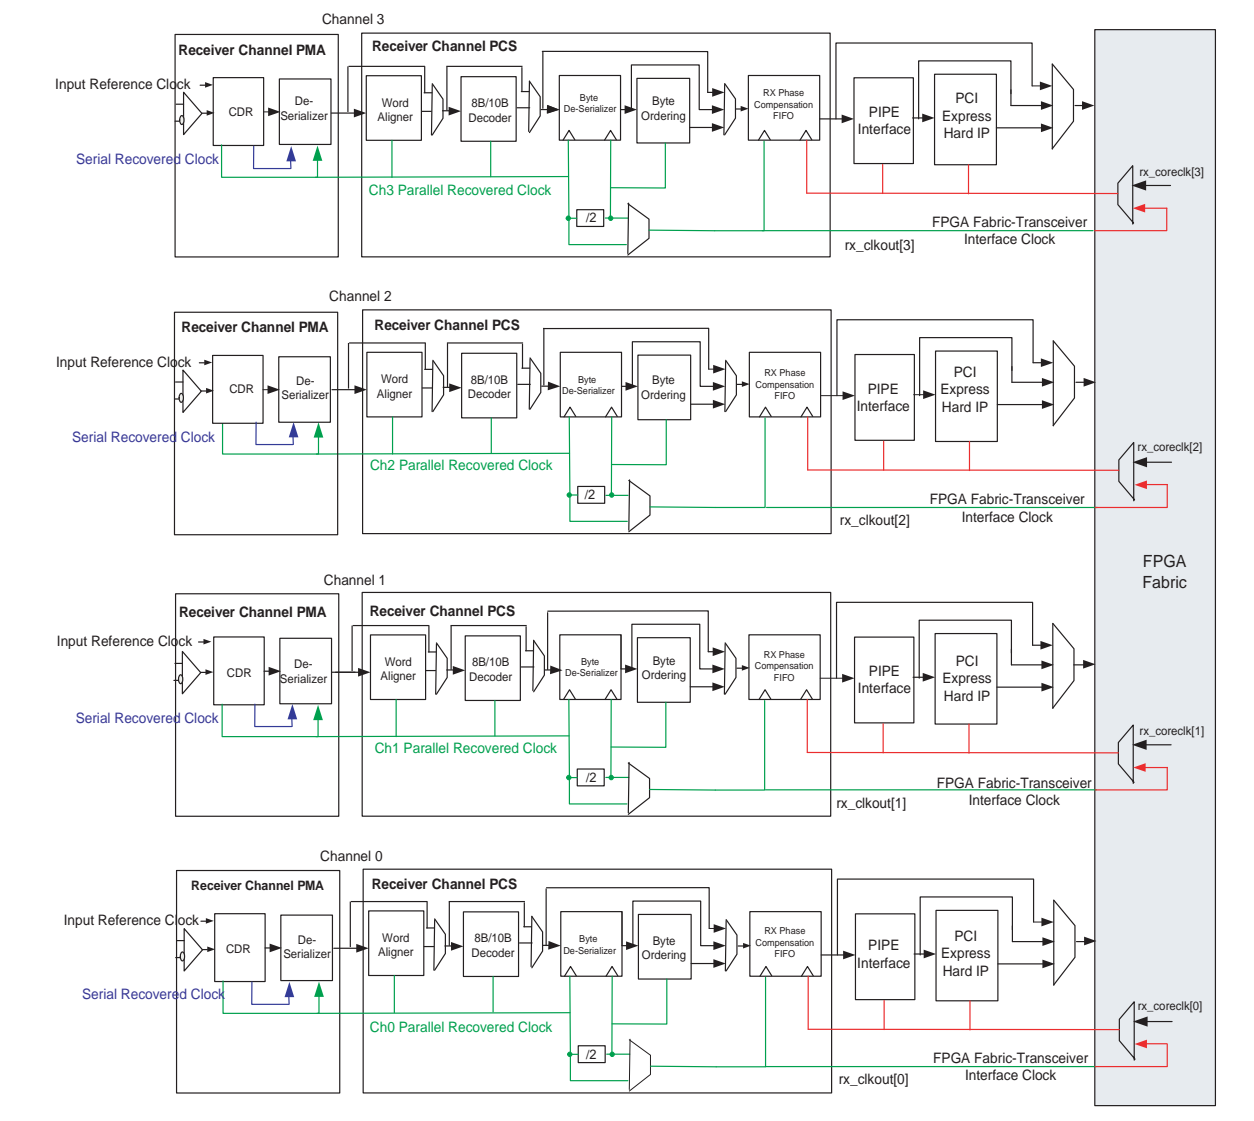 Channel 3
Receiver Channel PMA
Receiver Channel PCS
Input Reference Clock
CDR
De-
Serializer
Word
Aligner
8B/10B
Decoder
Byte
De-Serializer
Byte
Ordering
RX Phase
Compensation
FIFO
PIPE
Interface
PCI
Express
Hard IP
Serial Recovered Clock
Ch3 Parallel Recovered Clock
/2
rx_coreclk[3]
FPGA Fabric-Transceiver
Interface Clock
rx_clkout[3]
Channel 2
Receiver Channel PMA
Receiver Channel PCS
Input Reference Clock
CDR
De-
Serializer
Word
Aligner
8B/10B
Decoder
Byte
De-Serializer
Byte
Ordering
RX Phase
Compensation
FIFO
PIPE
Interface
PCI
Express
Hard IP
Serial Recovered Clock
Ch2 Parallel Recovered Clock
/2
rx_coreclk[2]
FPGA Fabric-Transceiver
Interface Clock
rx_clkout[2]
FPGA
Fabric
Channel 1
Receiver Channel PMA
Receiver Channel PCS
Input Reference Clock
CDR
De-
Serializer
Word
Aligner
8B/10B
Decoder
Byte
De-Serializer
Byte
Ordering
RX Phase
Compensation
FIFO
PIPE
Interface
PCI
Express
Hard IP
Serial Recovered Clock
Ch1 Parallel Recovered Clock
/2
rx_coreclk[1]
FPGA Fabric-Transceiver
Interface Clock
rx_clkout[1]
Channel 0
Receiver Channel PMA
Receiver Channel PCS
Input Reference Clock
CDR
De-
Serializer
Word
Aligner
8B/10B
Decoder
Byte
De-Serializer
Byte
Ordering
RX Phase
Compensation
FIFO
PIPE
Interface
PCI
Express
Hard IP
Serial Recovered Clock
Ch0 Parallel Recovered Clock
/2
rx_coreclk[0]
FPGA Fabric-Transceiver
Interface Clock
rx_clkout[0]